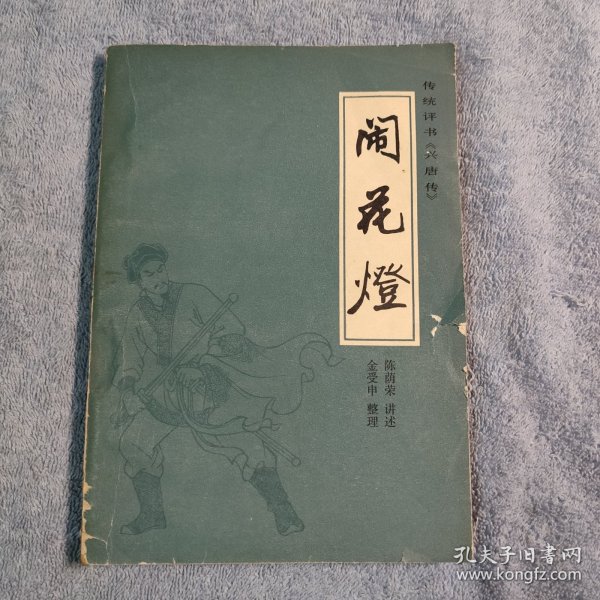 传统评书《兴唐传》
闹花燈
陈荫荣 讲述
金受申 整理
孔夫子旧书网
www.kongfz.com